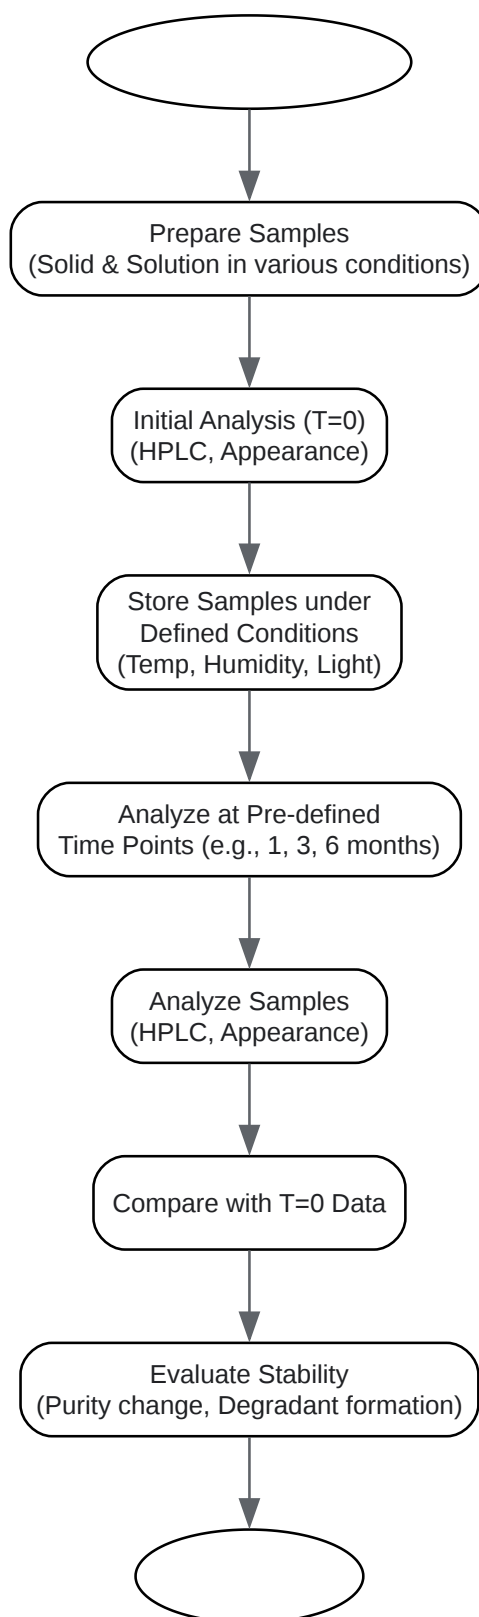 Prepare Samples
(Solid & Solution in various conditions)
Initial Analysis (T=0)
(HPLC, Appearance)
Store Samples under
Defined Conditions
(Temp, Humidity, Light)
Analyze at Pre-defined
Time Points (e.g., 1, 3, 6 months)
Analyze Samples
(HPLC, Appearance)
Compare with T=0 Data
Evaluate Stability
(Purity change, Degradant formation)